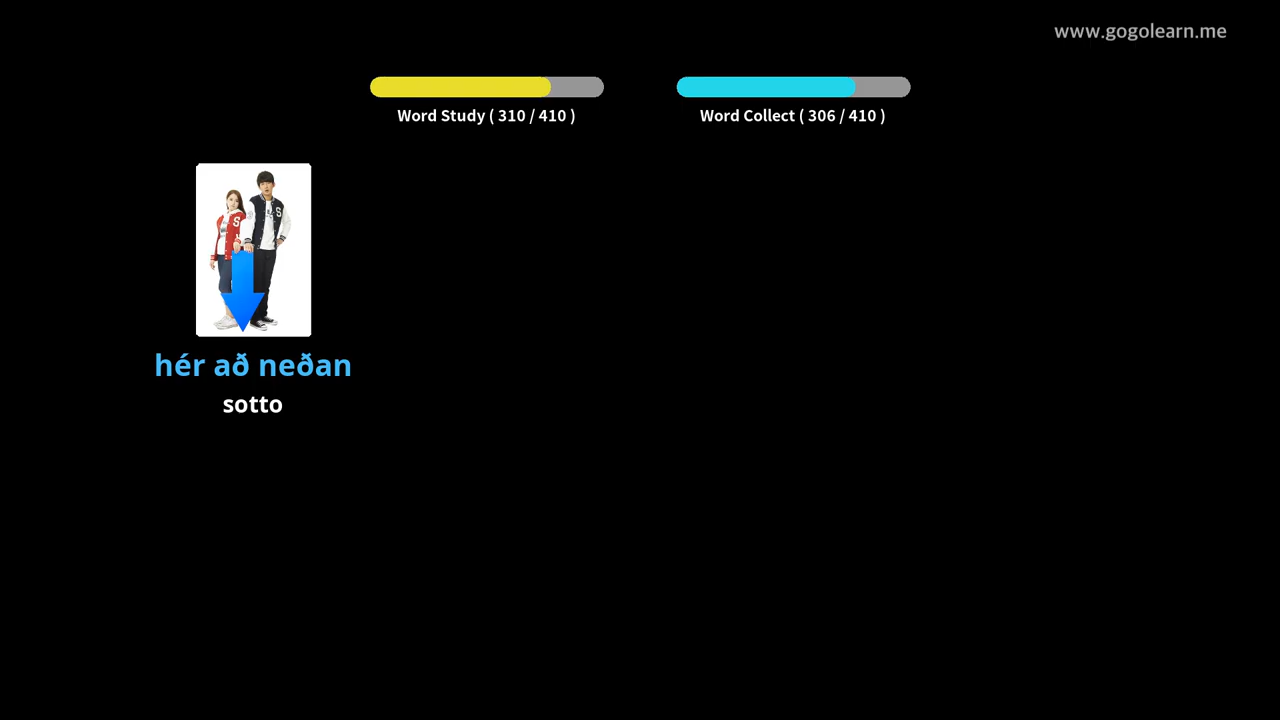 www.gogolearn.me
Word Study ( 310 / 410 )
Word Collect ( 306 / 410 )
S
S
hér að neðan
sotto